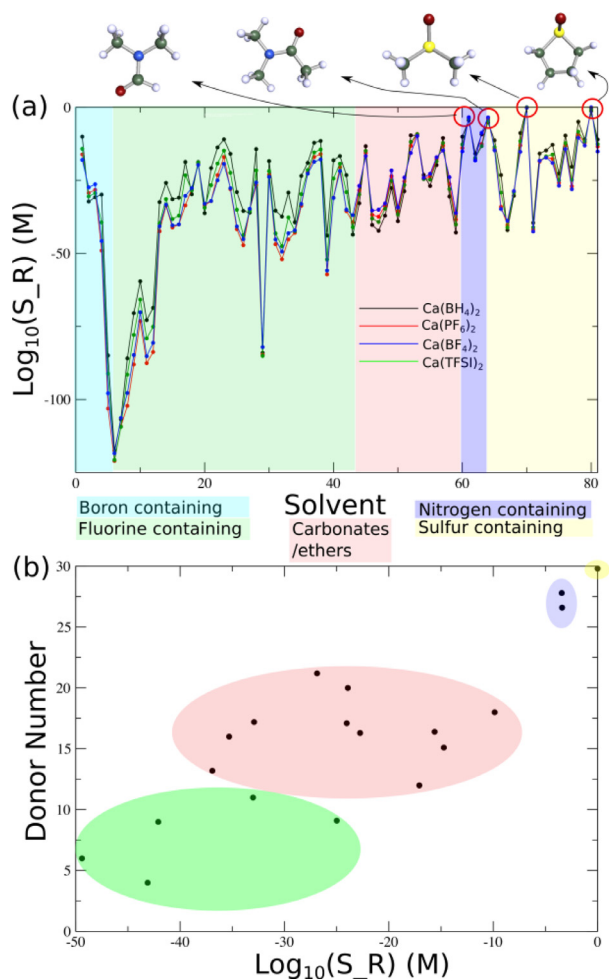 (a)
0
-50
-100
Log10(S_R) (M)
Ca(BH4)2
Ca(PF6)2
Ca(BF4)2
Ca(TFSI)2
0 20 40 60 80
Solvent
Boron containing
Fluorine containing
Carbonates
/ethers
Nitrogen containing
Sulfur containing
(b)
30
25
20
15
10
5
0
Donor Number
-50 -40 -30 -20 -10 0
Log10(S_R) (M)